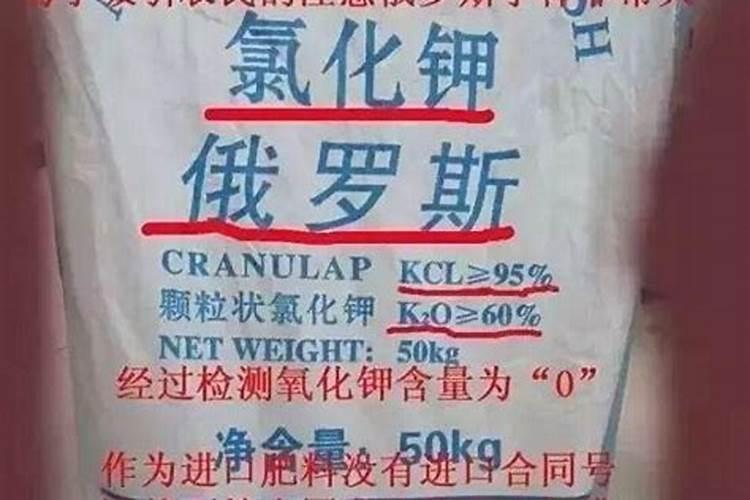 氯化钾
俄罗斯
CRANULAP KCL≥95%
颗粒状氯化钾 K₂O≥60%
NET WEIGHT: 50kg
经过检测氧化钾含量为“0”
净含量: 50kg
作为进口肥料没有进口合同号